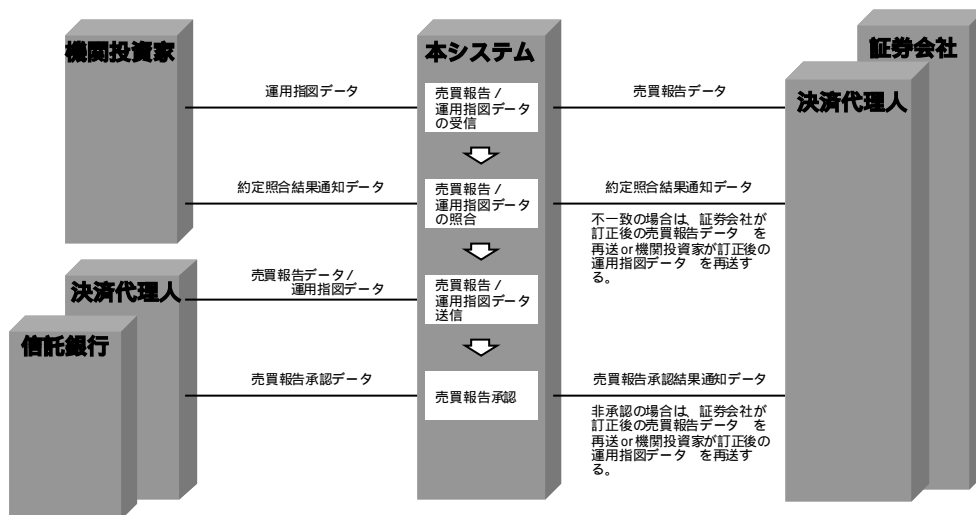 機関投資家
本システム
証券会社
決済代理人
運用指図データ
売買報告/
運用指図データ
の受信
売買報告データ
約定照合結果通知データ
売買報告/
運用指図データ
の照合
約定照合結果通知データ
不一致の場合は、証券会社が
訂正後の売買報告データ を
再送or機関投資家が訂正後の
運用指図データ を再送す
る。
売買報告データ/
運用指図データ
売買報告/
運用指図データ
送信
決済代理人
信託銀行
売買報告承認データ
売買報告承認
売買報告承認結果通知データ
非承認の場合は、証券会社が
訂正後の売買報告データ を
再送or機関投資家が訂正後の
運用指図データ を再送す
る。